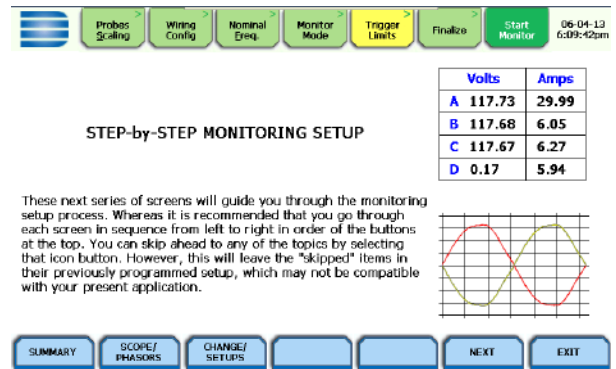 Probes
Scaling
Wiring
Config
Nominal
Freq.
Monitor
Mode
Trigger
Limits
Finalize
Start
Monitor
06-04-13
6:09:42pm
Volts Amps
A 117.73 29.99
B 117.68 6.05
C 117.67 6.27
D 0.17 5.94
STEP-by-STEP MONITORING SETUP
These next series of screens will guide you through the monitoring
setup process. Whereas it is recommended that you go through
each screen in sequence from left to right in order of the buttons
at the top. You can skip ahead to any of the topics by selecting
that icon button. However, this will leave the "skipped" items in
their previously programmed setup, which may not be compatible
with your present application.
SUMMARY
SCOPE/
PHASORS
CHANGE/
SETUPS
NEXT
EXIT